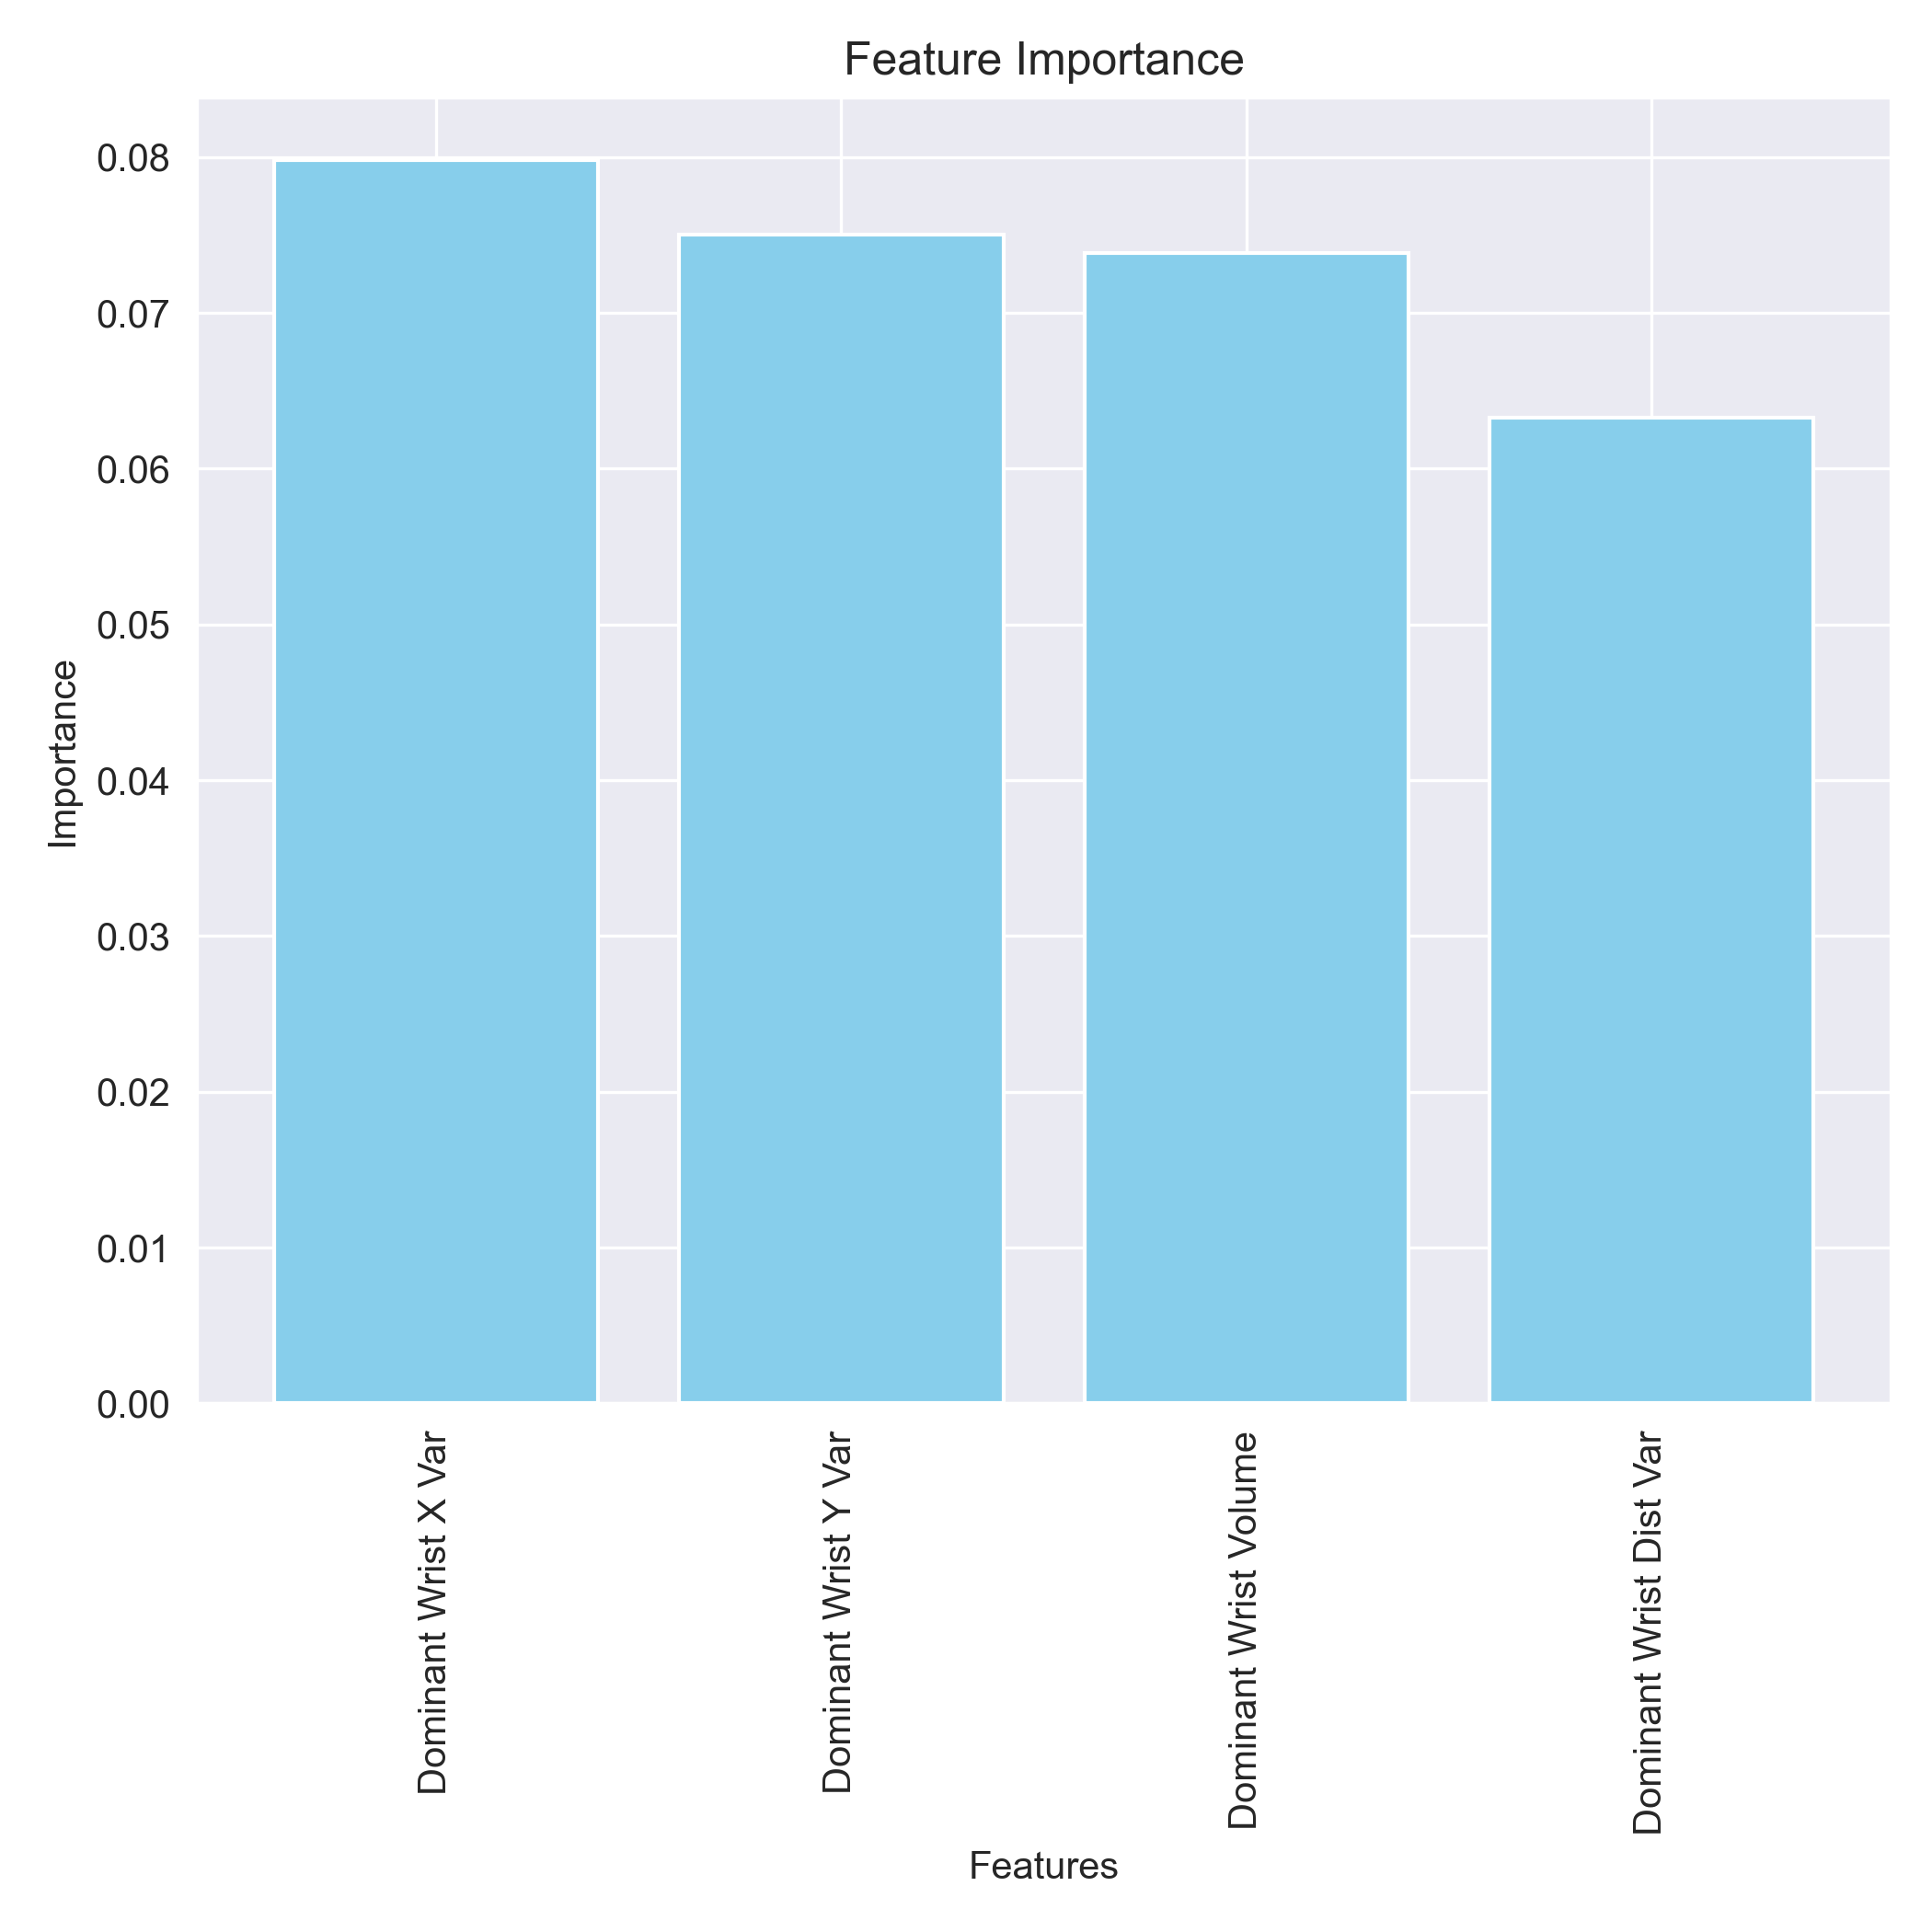 Feature Importance
Importance
0.08
0.07
0.06
0.05
0.04
0.03
0.02
0.01
0.00
Dominant Wrist X Var
Dominant Wrist Y Var
Dominant Wrist Volume
Dominant Wrist Dist Var
Features